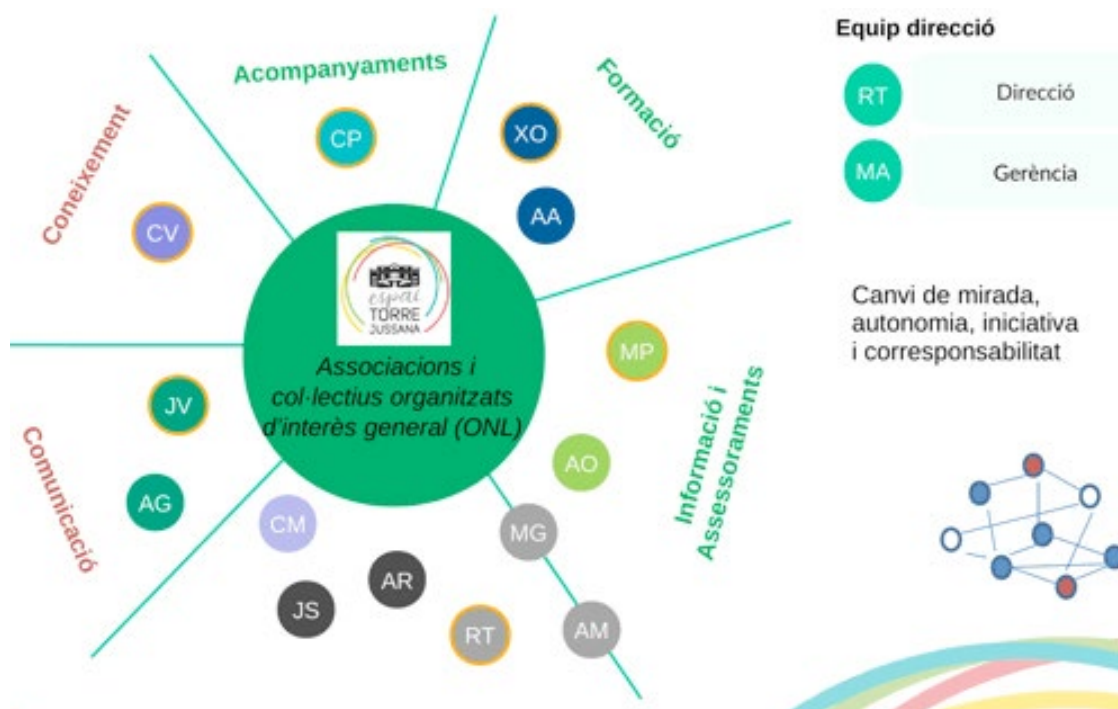 Acompanyaments
Formació
Coneixement
CP
XO
AA
CV
espai
TORRE
JUSSANA
Associacions i
col·lectius organitzats
d'interès general (ONL)
MP
JV
AO
Informació i
Assessoraments
Comunicació
AG
CM
MG
AR
JS
RT
AM
Equip direcció
RT
Direcció
MA
Gerència
Canvi de mirada,
autonomia, iniciativa
i corresponsabilitat